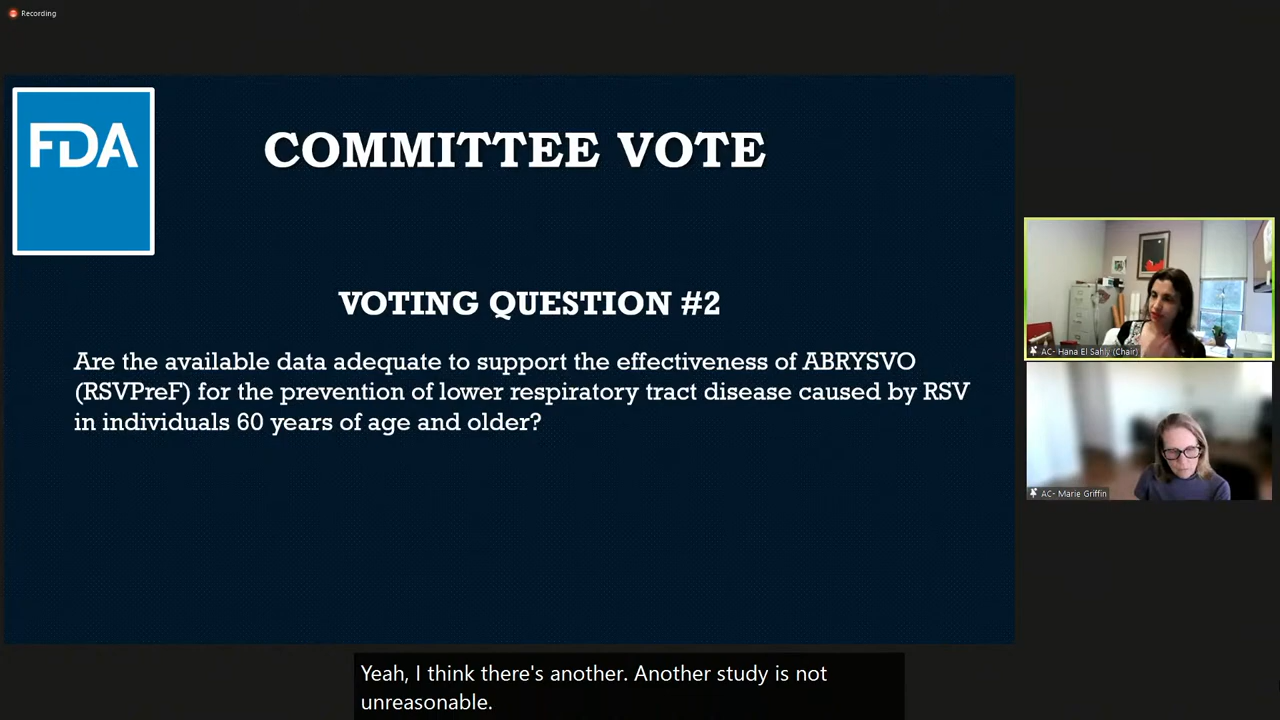 Recording
FDA
COMMITTEE VOTE
VOTING QUESTION #2
Are the available data adequate to support the effectiveness of ABRYSVO
(RSVPreF) for the prevention of lower respiratory tract disease caused by RSV
in individuals 60 years of age and older?
AC- Hana El Sahly (Chair)
AC- Marie Griffin
Yeah, I think there's another. Another study is not
unreasonable.